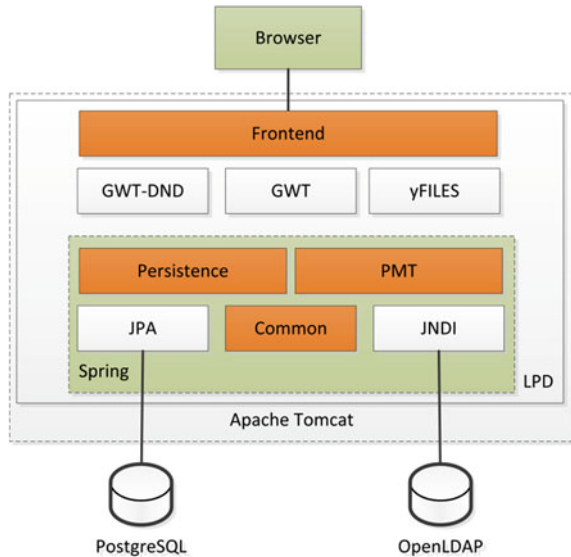 Browser
Frontend
GWT-DND GWT yFILES
Persistence PMT
JPA Common JNDI
Spring
LPD
Apache Tomcat
PostgreSQL OpenLDAP